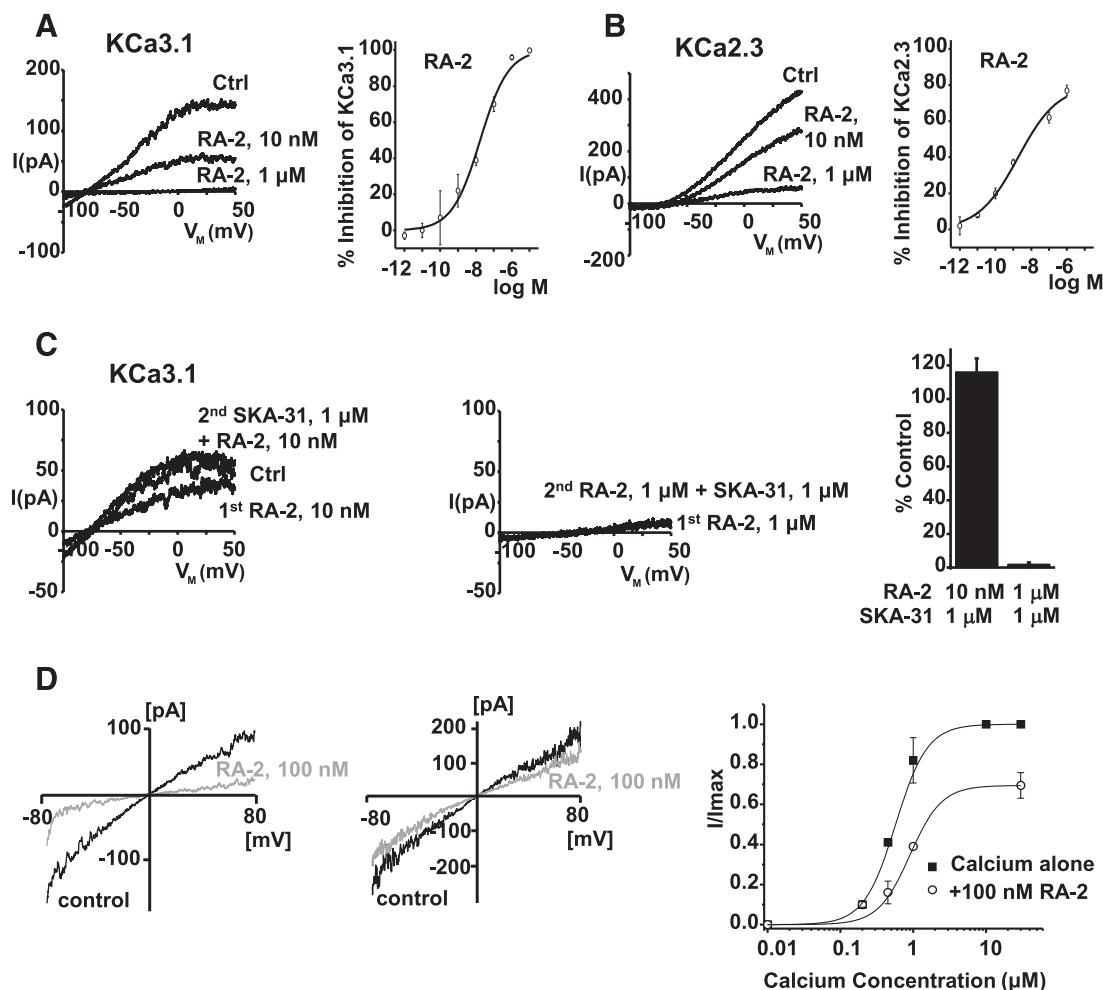 A
KCa3.1
200
100
0
-100
I(pA)
Ctrl
RA-2, 10 nM
RA-2, 1 µM
-100 -50 0 50
VM (mV)
% Inhibition of KCa3.1
100
80
60
40
20
0
RA-2
-12 -10 -8 -6
log M
B
KCa2.3
400
200
0
-200
I(pA)
Ctrl
RA-2,
10 nM
RA-2, 1 µM
-100 -50 0 50
VM (mV)
% Inhibition of KCa2.3
100
80
60
40
20
0
RA-2
-12 -10 -8 -6
log M
C
KCa3.1
100
50
0
-50
I(pA)
2nd SKA-31, 1 µM
+ RA-2, 10 nM
Ctrl
1st RA-2, 10 nM
-100 -50 0 50
VM (mV)
100
50
0
-50
I(pA)
2nd RA-2, 1 µM + SKA-31, 1 µM
1st RA-2, 1 µM
-100 -50 0 50
VM (mV)
% Control
120
100
80
60
40
20
0
RA-2 10 nM 1 µM
SKA-31 1 µM 1 µM
D
[pA]
100
RA-2, 100 nM
-80 80
[mV]
-100
control
[pA]
200
100
RA-2, 100 nM
-80 80
[mV]
-100
-200
control
I/Imax
1.0
0.8
0.6
0.4
0.2
0.0
Calcium alone
+100 nM RA-2
0.01 0.1 1 10
Calcium Concentration (µM)